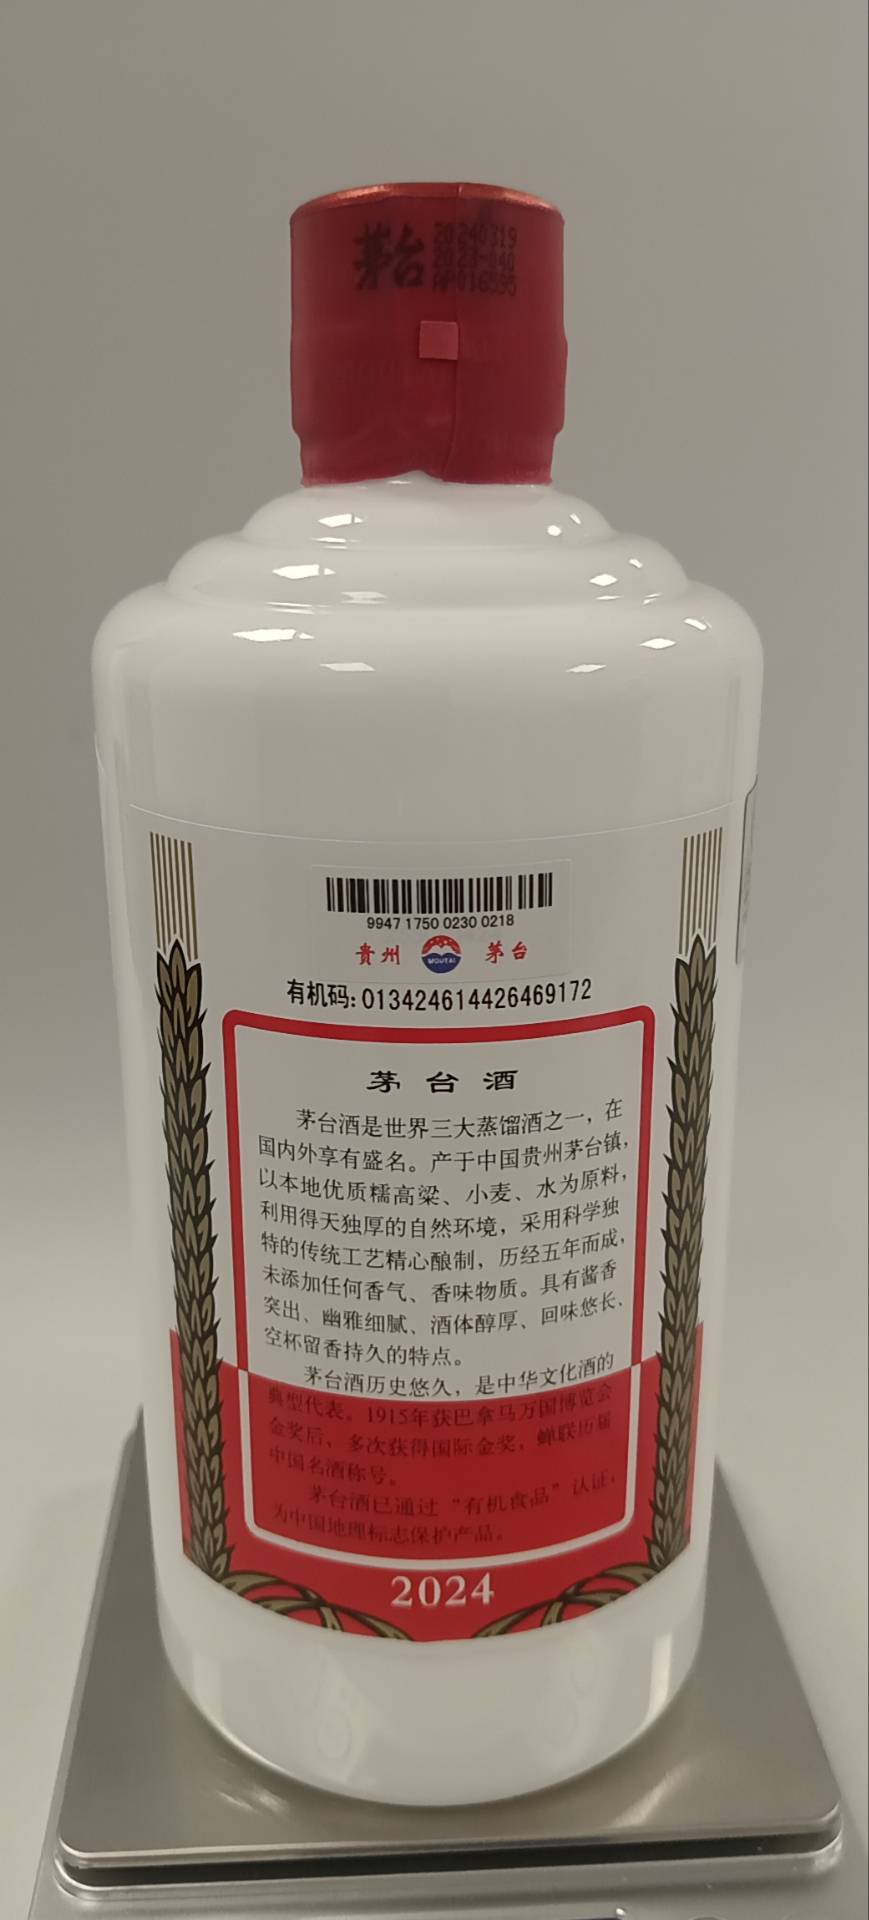 茅台
20240319
2023-040
016595
9947 1750 0230 0218
贵州 MOUTAI 茅台
有机码:013424614426469172
茅台酒
茅台酒是世界三大蒸馏酒之一，在
国内外享有盛名。产于中国贵州茅台镇，
以本地优质糯高粱、小麦、水为原料，
利用得天独厚的自然环境，采用科学独
特的传统工艺精心酿制，历经五年而成，
未添加任何香气、香味物质。具有酱香
突出、幽雅细腻、酒体醇厚、回味悠长、
空杯留香持久的特点。
茅台酒历史悠久，是中华文化酒的
典型代表。1915年获巴拿马万国博览会
金奖后，多次获得国际金奖，蝉联历届
中国名酒称号。
茅台酒已通过“有机食品”认证，
为中国地理标志保护产品。
2024